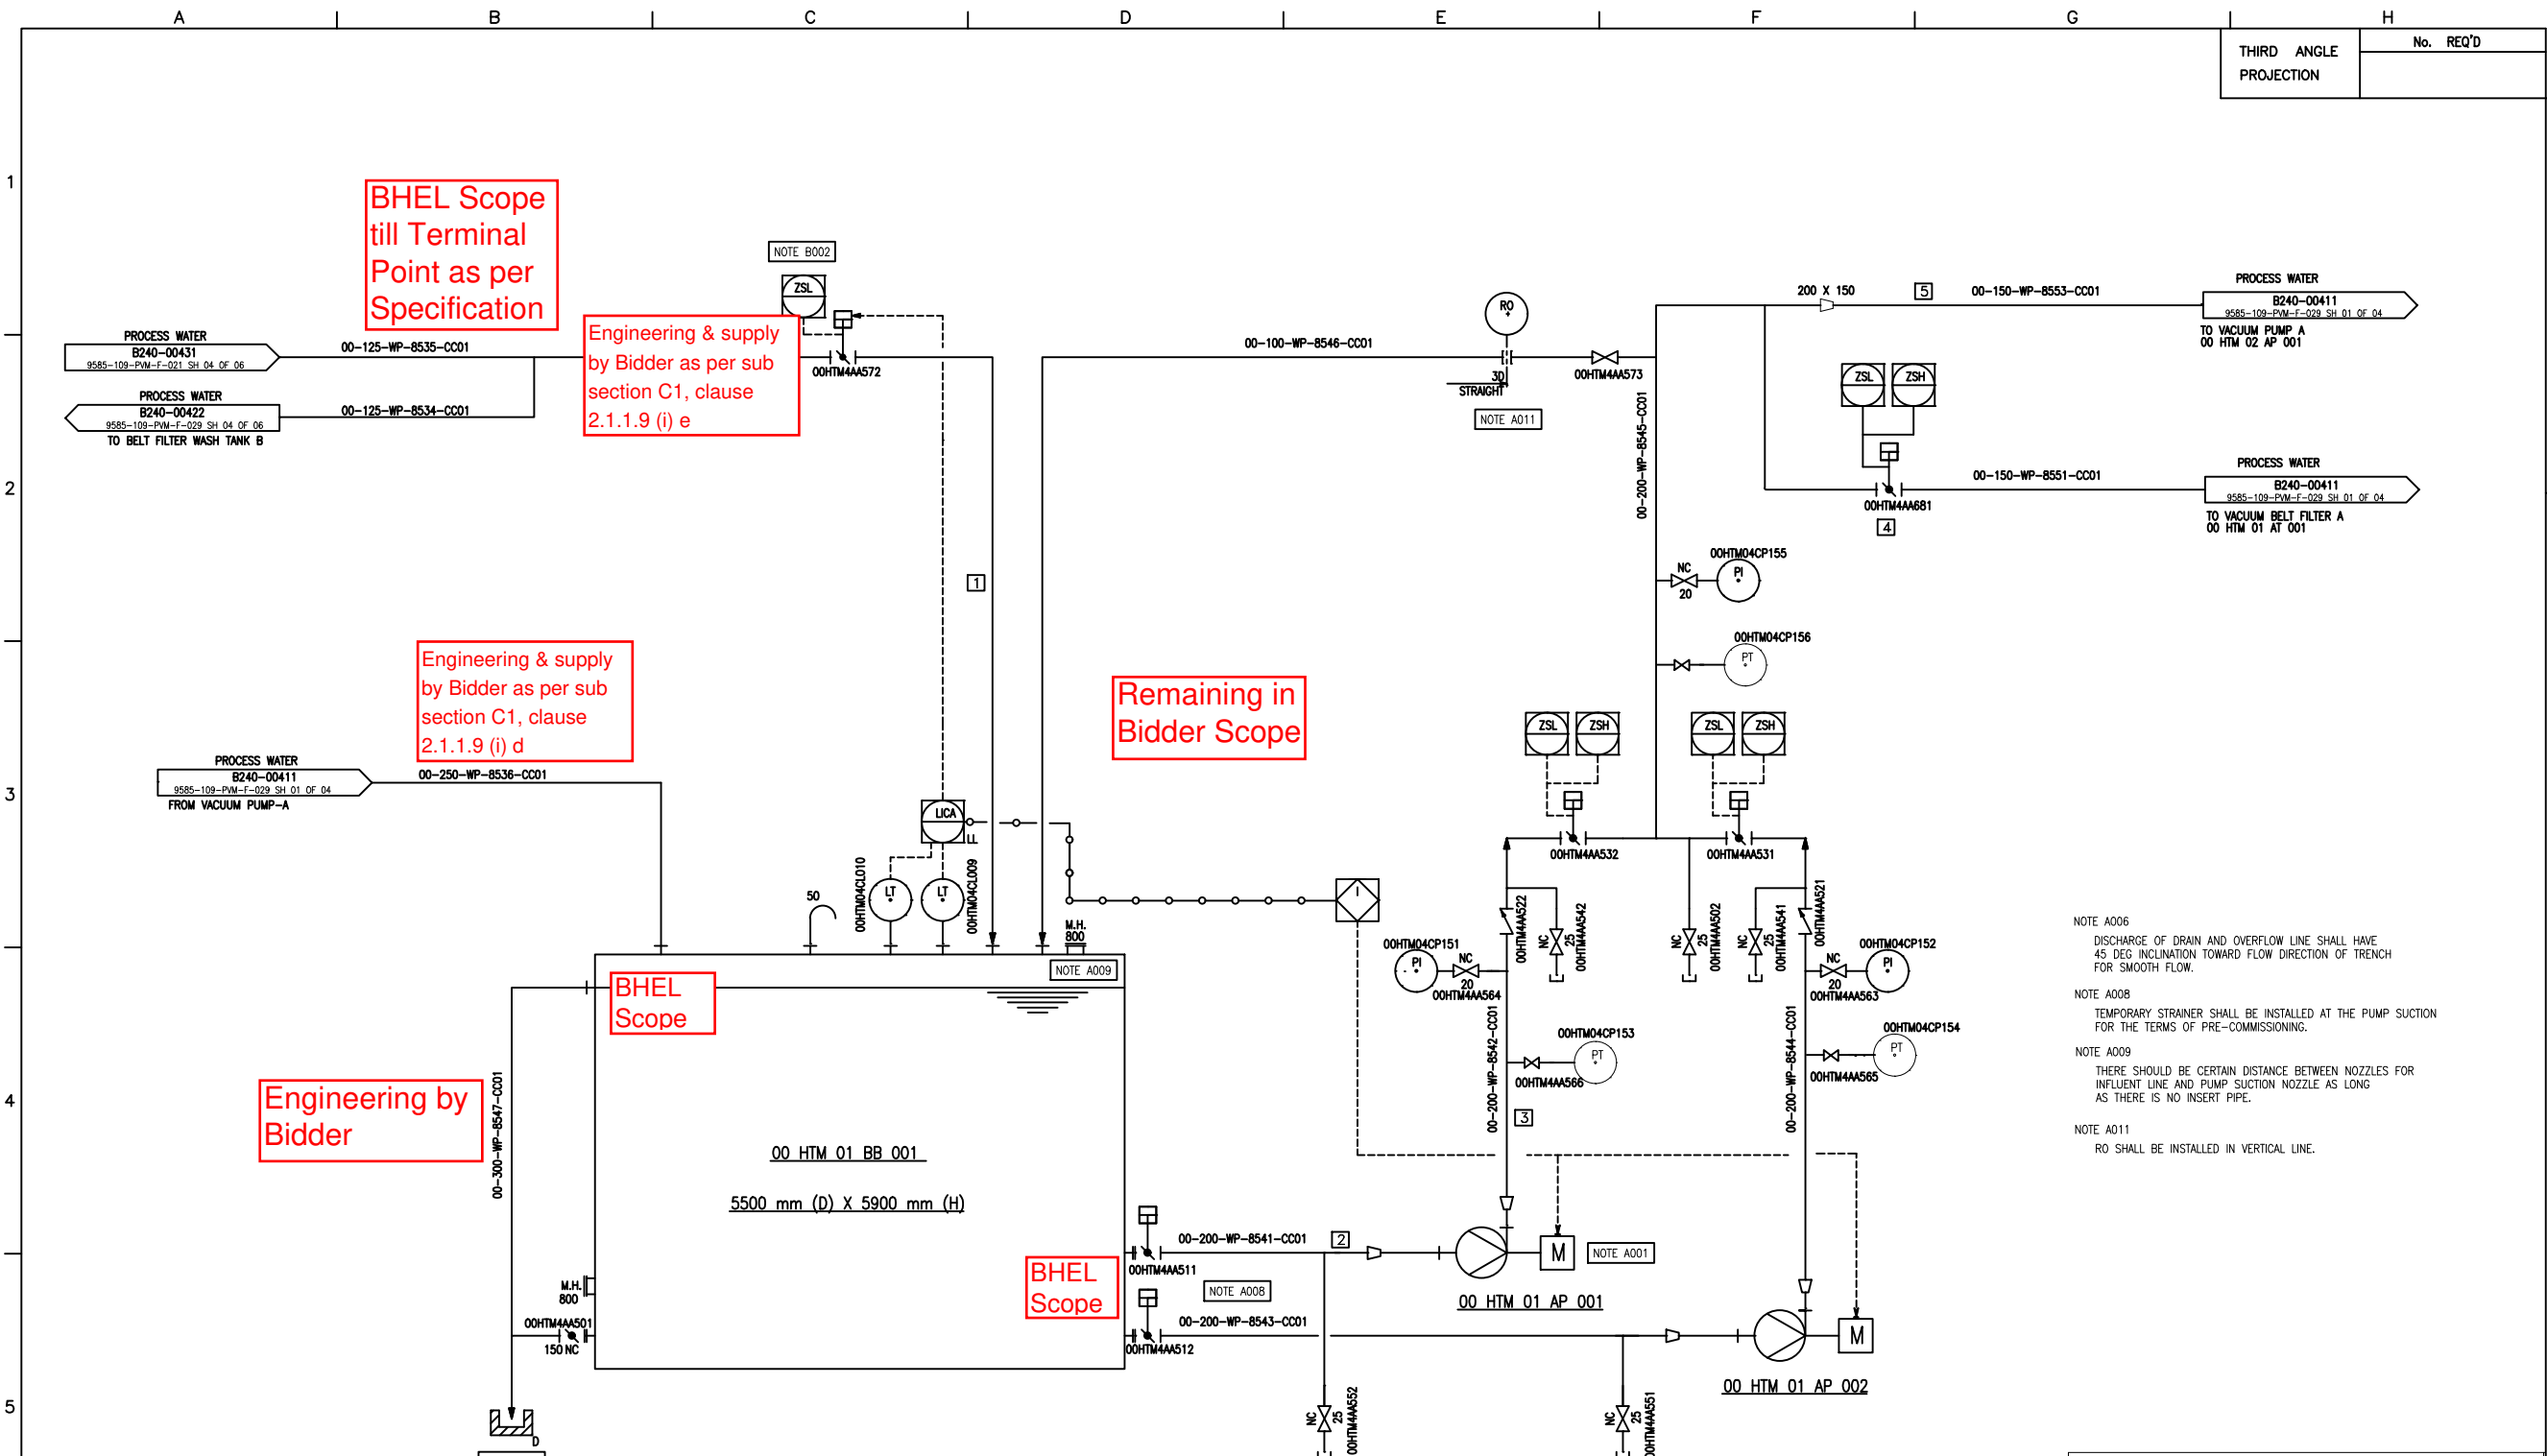 A B C D E F G H
THIRD ANGLE
PROJECTION
No. REQ'D
1
BHEL Scope
till Terminal
Point as per
Specification
NOTE B002
ZSL
Engineering & supply
by Bidder as per sub
section C1, clause
2.1.1.9 (i) e
PROCESS WATER
B240-00431
9585-109-PVM-F-021 SH 04 OF 06
00-125-WP-8535-CC01
00HTM4AA572
PROCESS WATER
B240-00422
9585-109-PVM-F-029 SH 04 OF 06
TO BELT FILTER WASH TANK B
00-125-WP-8534-CC01
RO
00-100-WP-8546-CC01
3D
STRAIGHT
NOTE A011
00HTM4AA573
00-200-WP-8545-CC01
200 X 150
5
00-150-WP-8553-CC01
PROCESS WATER
B240-00411
9585-109-PVM-F-029 SH 01 OF 04
TO VACUUM PUMP A
00 HTM 02 AP 001
ZSL
ZSH
2
00HTM4AA681
4
00-150-WP-8551-CC01
PROCESS WATER
B240-00411
9585-109-PVM-F-029 SH 01 OF 04
TO VACUUM BELT FILTER A
00 HTM 01 AT 001
1
00HTM04CP155
NC
20
PI
00HTM04CP156
PT
Engineering & supply
by Bidder as per sub
section C1, clause
2.1.1.9 (i) d
Remaining in
Bidder Scope
ZSL
ZSH
ZSL
ZSH
3
PROCESS WATER
B240-00411
9585-109-PVM-F-029 SH 01 OF 04
FROM VACUUM PUMP-A
00-250-WP-8536-CC01
LICA
LL
00HTM04CL010
LT
LT
00HTM04CL009
50
M.H.
800
I
00HTM4AA532
00HTM4AA531
00HTM4AA522
NC
25
00HTM4AA542
NC
25
00HTM4AA502
NC
25
00HTM4AA541
00HTM4AA521
00HTM04CP151
PI
NC
20
00HTM4AA564
00HTM04CP152
NC
20
PI
00HTM4AA563
NOTE A009
BHEL
Scope
00-200-WP-8542-CC01
00HTM04CP153
PT
00HTM4AA566
00-200-WP-8544-CC01
00HTM04CP154
PT
00HTM4AA565
3
NOTE A006
DISCHARGE OF DRAIN AND OVERFLOW LINE SHALL HAVE
45 DEG INCLINATION TOWARD FLOW DIRECTION OF TRENCH
FOR SMOOTH FLOW.
NOTE A008
TEMPORARY STRAINER SHALL BE INSTALLED AT THE PUMP SUCTION
FOR THE TERMS OF PRE-COMMISSIONING.
NOTE A009
THERE SHOULD BE CERTAIN DISTANCE BETWEEN NOZZLES FOR
INFLUENT LINE AND PUMP SUCTION NOZZLE AS LONG
AS THERE IS NO INSERT PIPE.
NOTE A011
RO SHALL BE INSTALLED IN VERTICAL LINE.
4
Engineering by
Bidder
00-300-WP-8547-CC01
00 HTM 01 BB 001
5500 mm (D) X 5900 mm (H)
BHEL
Scope
00-200-WP-8541-CC01
2
00HTM4AA511
NOTE A008
M
NOTE A001
00 HTM 01 AP 001
00-200-WP-8543-CC01
00HTM4AA512
M
00 HTM 01 AP 002
M.H.
800
00HTM4AA501
150 NC
5
D
NC
25
00HTM4AA552
NC
25
00HTM4AA551